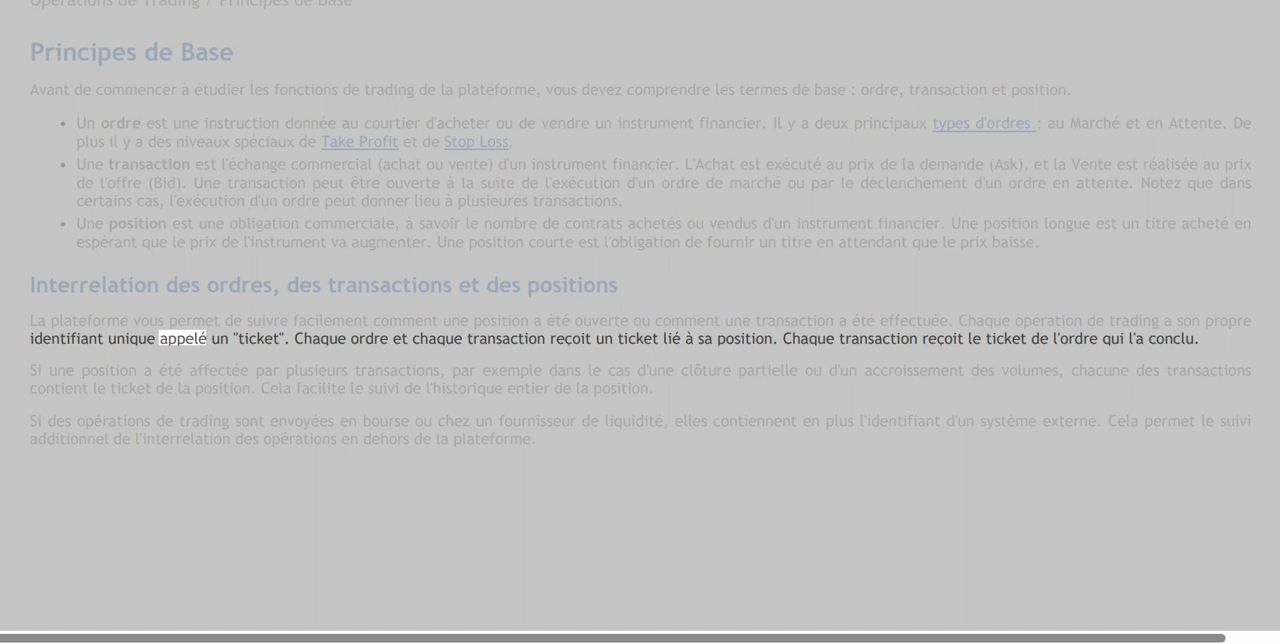 Opérations de Trading / Principes de Base
Principes de Base
Avant de commencer à étudier les fonctions de trading de la plateforme, vous devez comprendre les termes de base : ordre, transaction et position.
• Un ordre est une instruction donnée au courtier d'acheter ou de vendre un instrument financier. Il y a deux principaux types d'ordres : au Marché et en Attente. De
plus il y a des niveaux spéciaux de Take Profit et de Stop Loss.
• Une transaction est l'échange commercial (achat ou vente) d'un instrument financier. L'Achat est exécuté au prix de la demande (Ask), et la Vente est réalisée au prix
de l'offre (Bid). Une transaction peut être ouverte à la suite de l'exécution d'un ordre de marché ou par le déclenchement d'un ordre en attente. Notez que dans
certains cas, l'exécution d'un ordre peut donner lieu à plusieures transactions.
• Une position est une obligation commerciale, à savoir le nombre de contrats achetés ou vendus d'un instrument financier. Une position longue est un titre acheté en
espérant que le prix de l'instrument va augmenter. Une position courte est l'obligation de fournir un titre en attendant que le prix baisse.
Interrelation des ordres, des transactions et des positions
La plateforme vous permet de suivre facilement comment une position a été ouverte ou comment une transaction a été effectuée. Chaque opération de trading a son propre
identifiant unique appelé un "ticket". Chaque ordre et chaque transaction reçoit un ticket lié à sa position. Chaque transaction reçoit le ticket de l'ordre qui l'a conclu.
Si une position a été affectée par plusieurs transactions, par exemple dans le cas d'une clôture partielle ou d'un accroissement des volumes, chacune des transactions
contient le ticket de la position. Cela facilite le suivi de l'historique entier de la position.
Si des opérations de trading sont envoyées en bourse ou chez un fournisseur de liquidité, elles contiennent en plus l'identifiant d'un système externe. Cela permet le suivi
additionnel de l'interrelation des opérations en dehors de la plateforme.